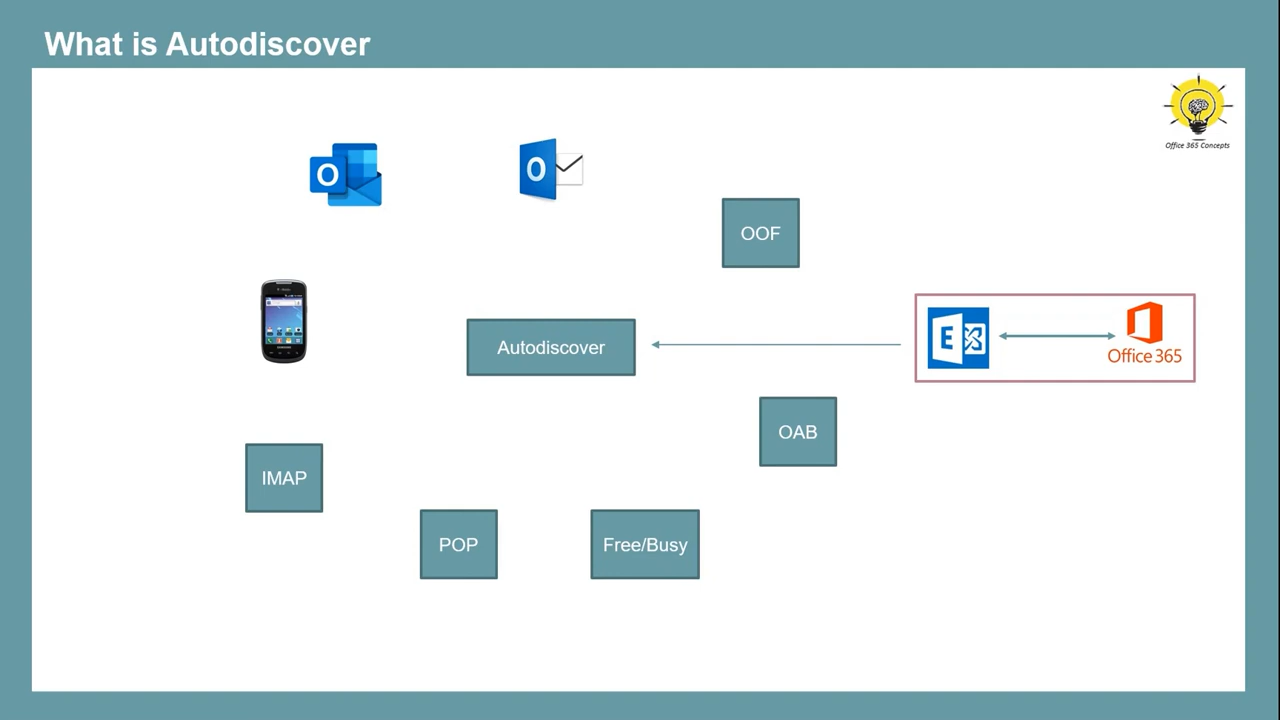 What is Autodiscover
Office 365 Concepts
O
O
OOF
Autodiscover
E
Office 365
OAB
IMAP
POP
Free/Busy